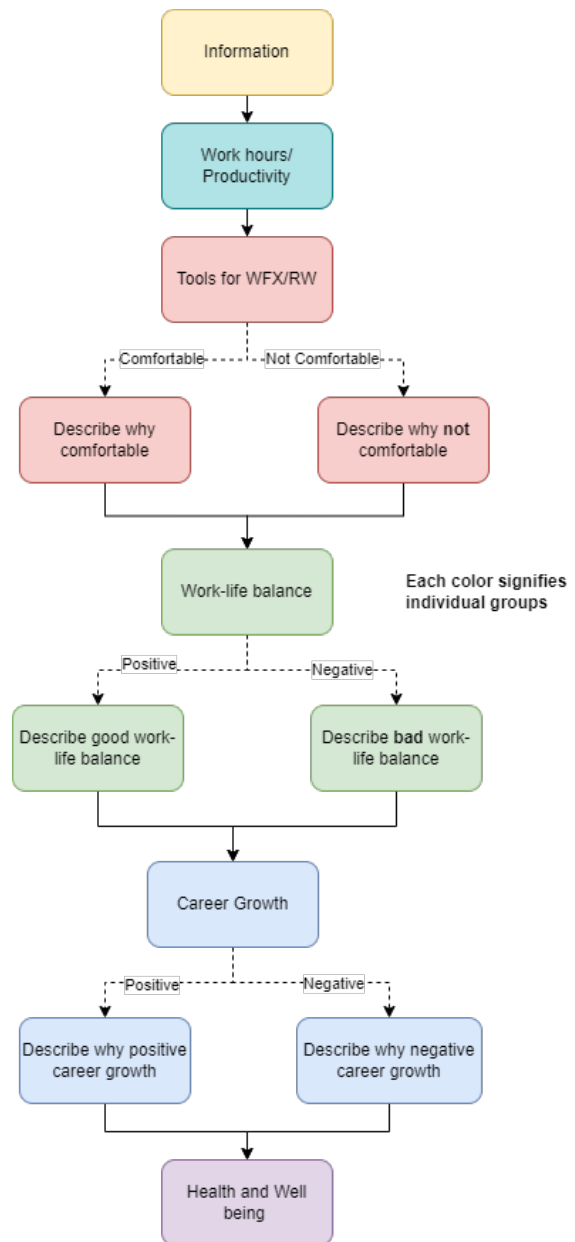 Information
Work hours/
Productivity
Tools for WFX/RW
Comfortable
Not Comfortable
Describe why
comfortable
Describe why not
comfortable
Work-life balance
Each color signifies
individual groups
Positive
Negative
Describe good work-
life balance
Describe bad work-
life balance
Career Growth
Positive
Negative
Describe why positive
career growth
Describe why negative
career growth
Health and Well
being